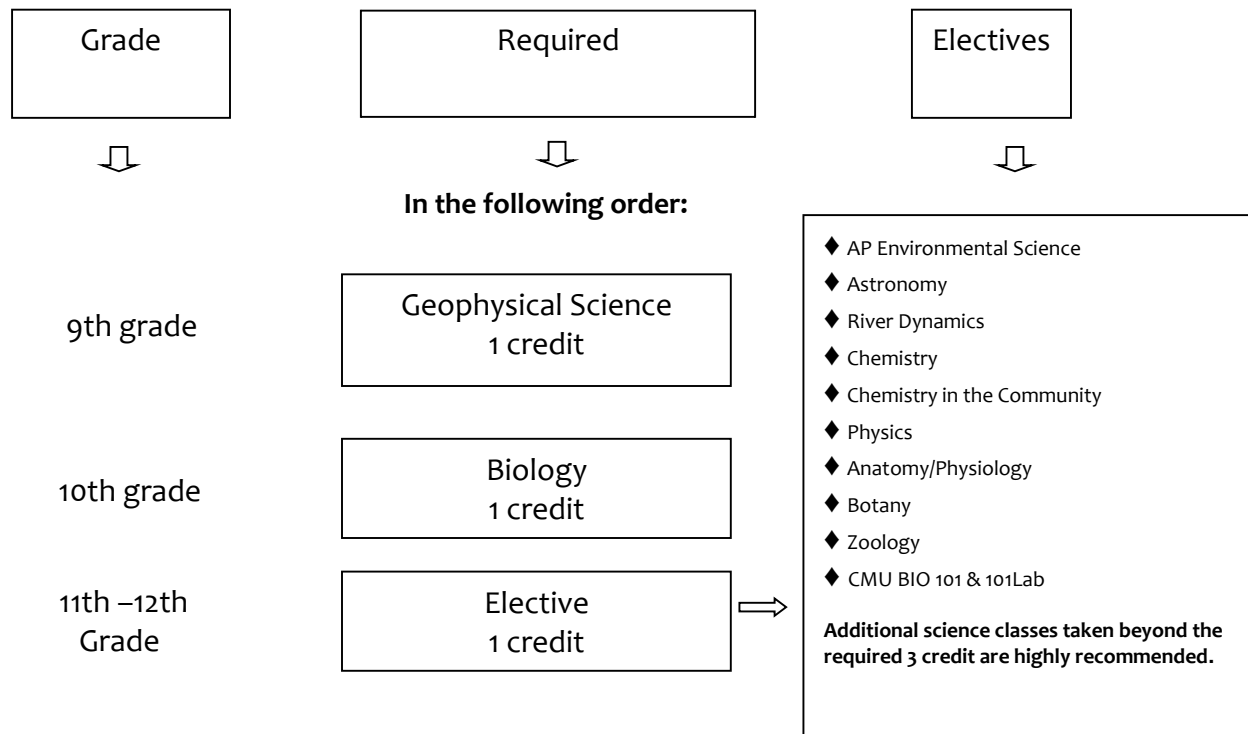 Grade
Required
Electives
In the following order:
9th grade
Geophysical Science
1 credit
10th grade
Biology
1 credit
11th –12th
Grade
Elective
1 credit
♦ AP Environmental Science
♦ Astronomy
♦ River Dynamics
♦ Chemistry
♦ Chemistry in the Community
♦ Physics
♦ Anatomy/Physiology
♦ Botany
♦ Zoology
♦ CMU BIO 101 & 101Lab
Additional science classes taken beyond the
required 3 credit are highly recommended.